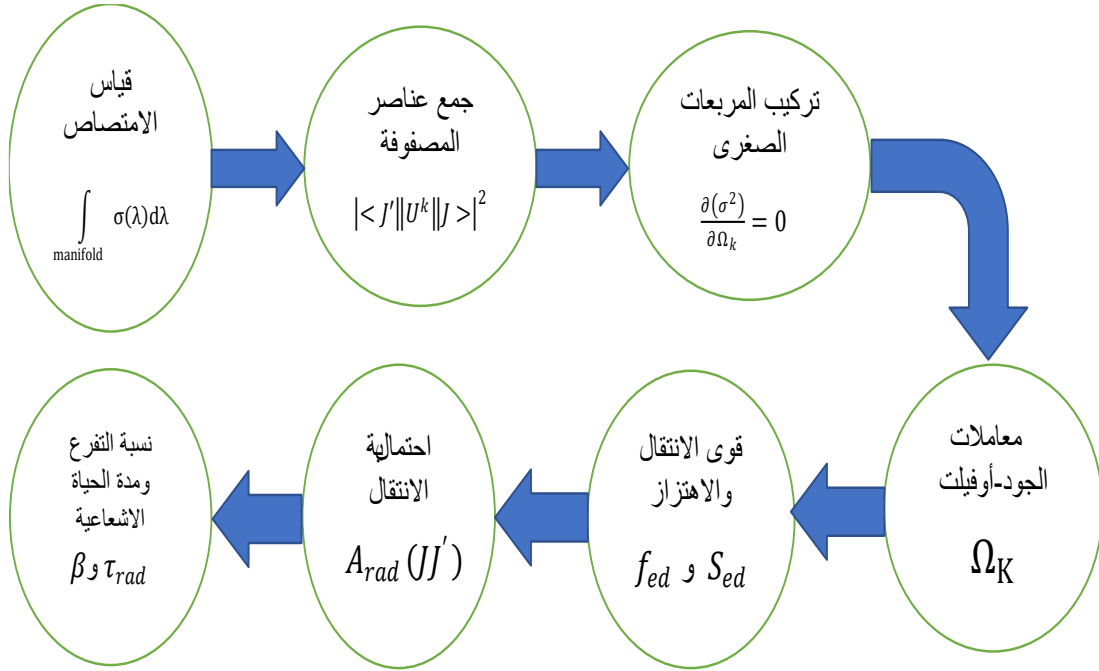 قياس
الامتصاص
∫ σ(λ)dλ
manifold
جمع عناصر
المصفوفة
|< J′‖U^k‖J >|^2
تركيب المربعات
الصغرى
∂(σ^2)/∂Ω_k = 0
معاملات
الجود-أوفيلت
Ω_K
قوى الانتقال
والاهتزاز
f_ed و S_ed
احتمالية
الانتقال
A_rad (JJ′)
نسبة التفرع
ومدة الحياة
الاشعاعية
β و τ_rad